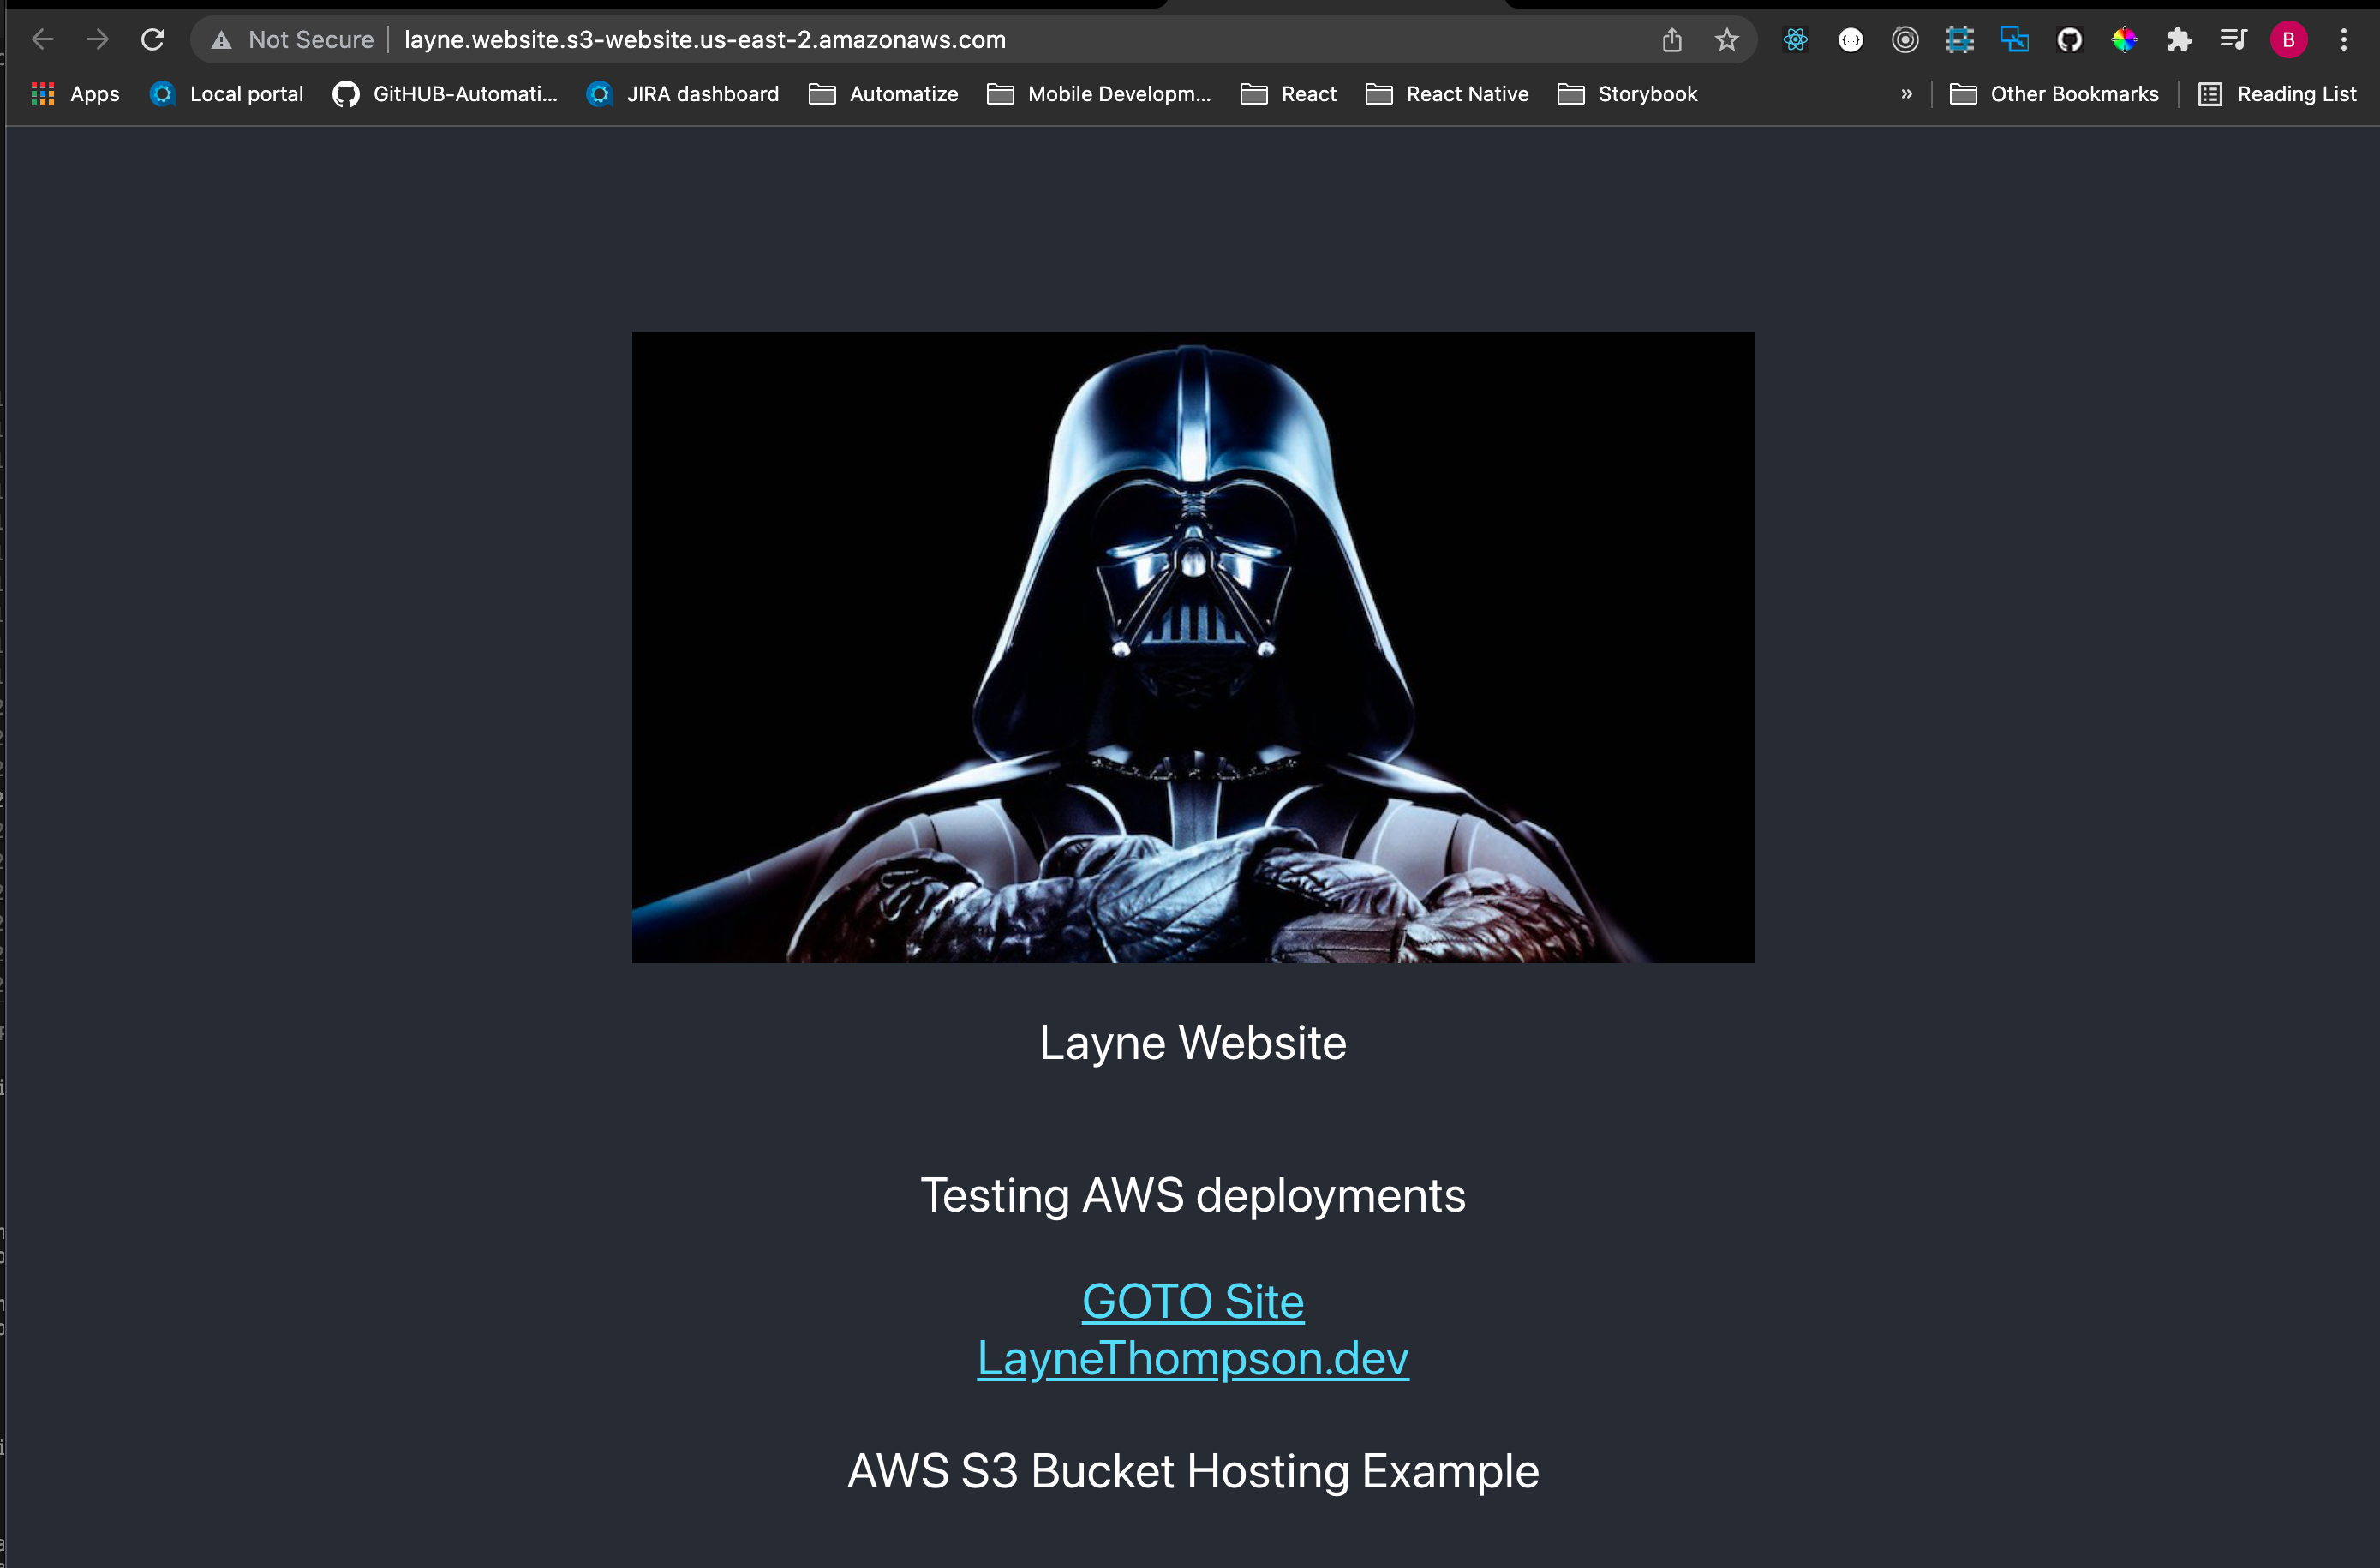 Not Secure layne.website.s3-website.us-east-2.amazonaws.com B
Apps Local portal GitHUB-Automati... JIRA dashboard Automatize Mobile Developm... React React Native Storybook » Other Bookmarks Reading List
Layne Website
Testing AWS deployments
GOTO Site
LayneThompson.dev
AWS S3 Bucket Hosting Example